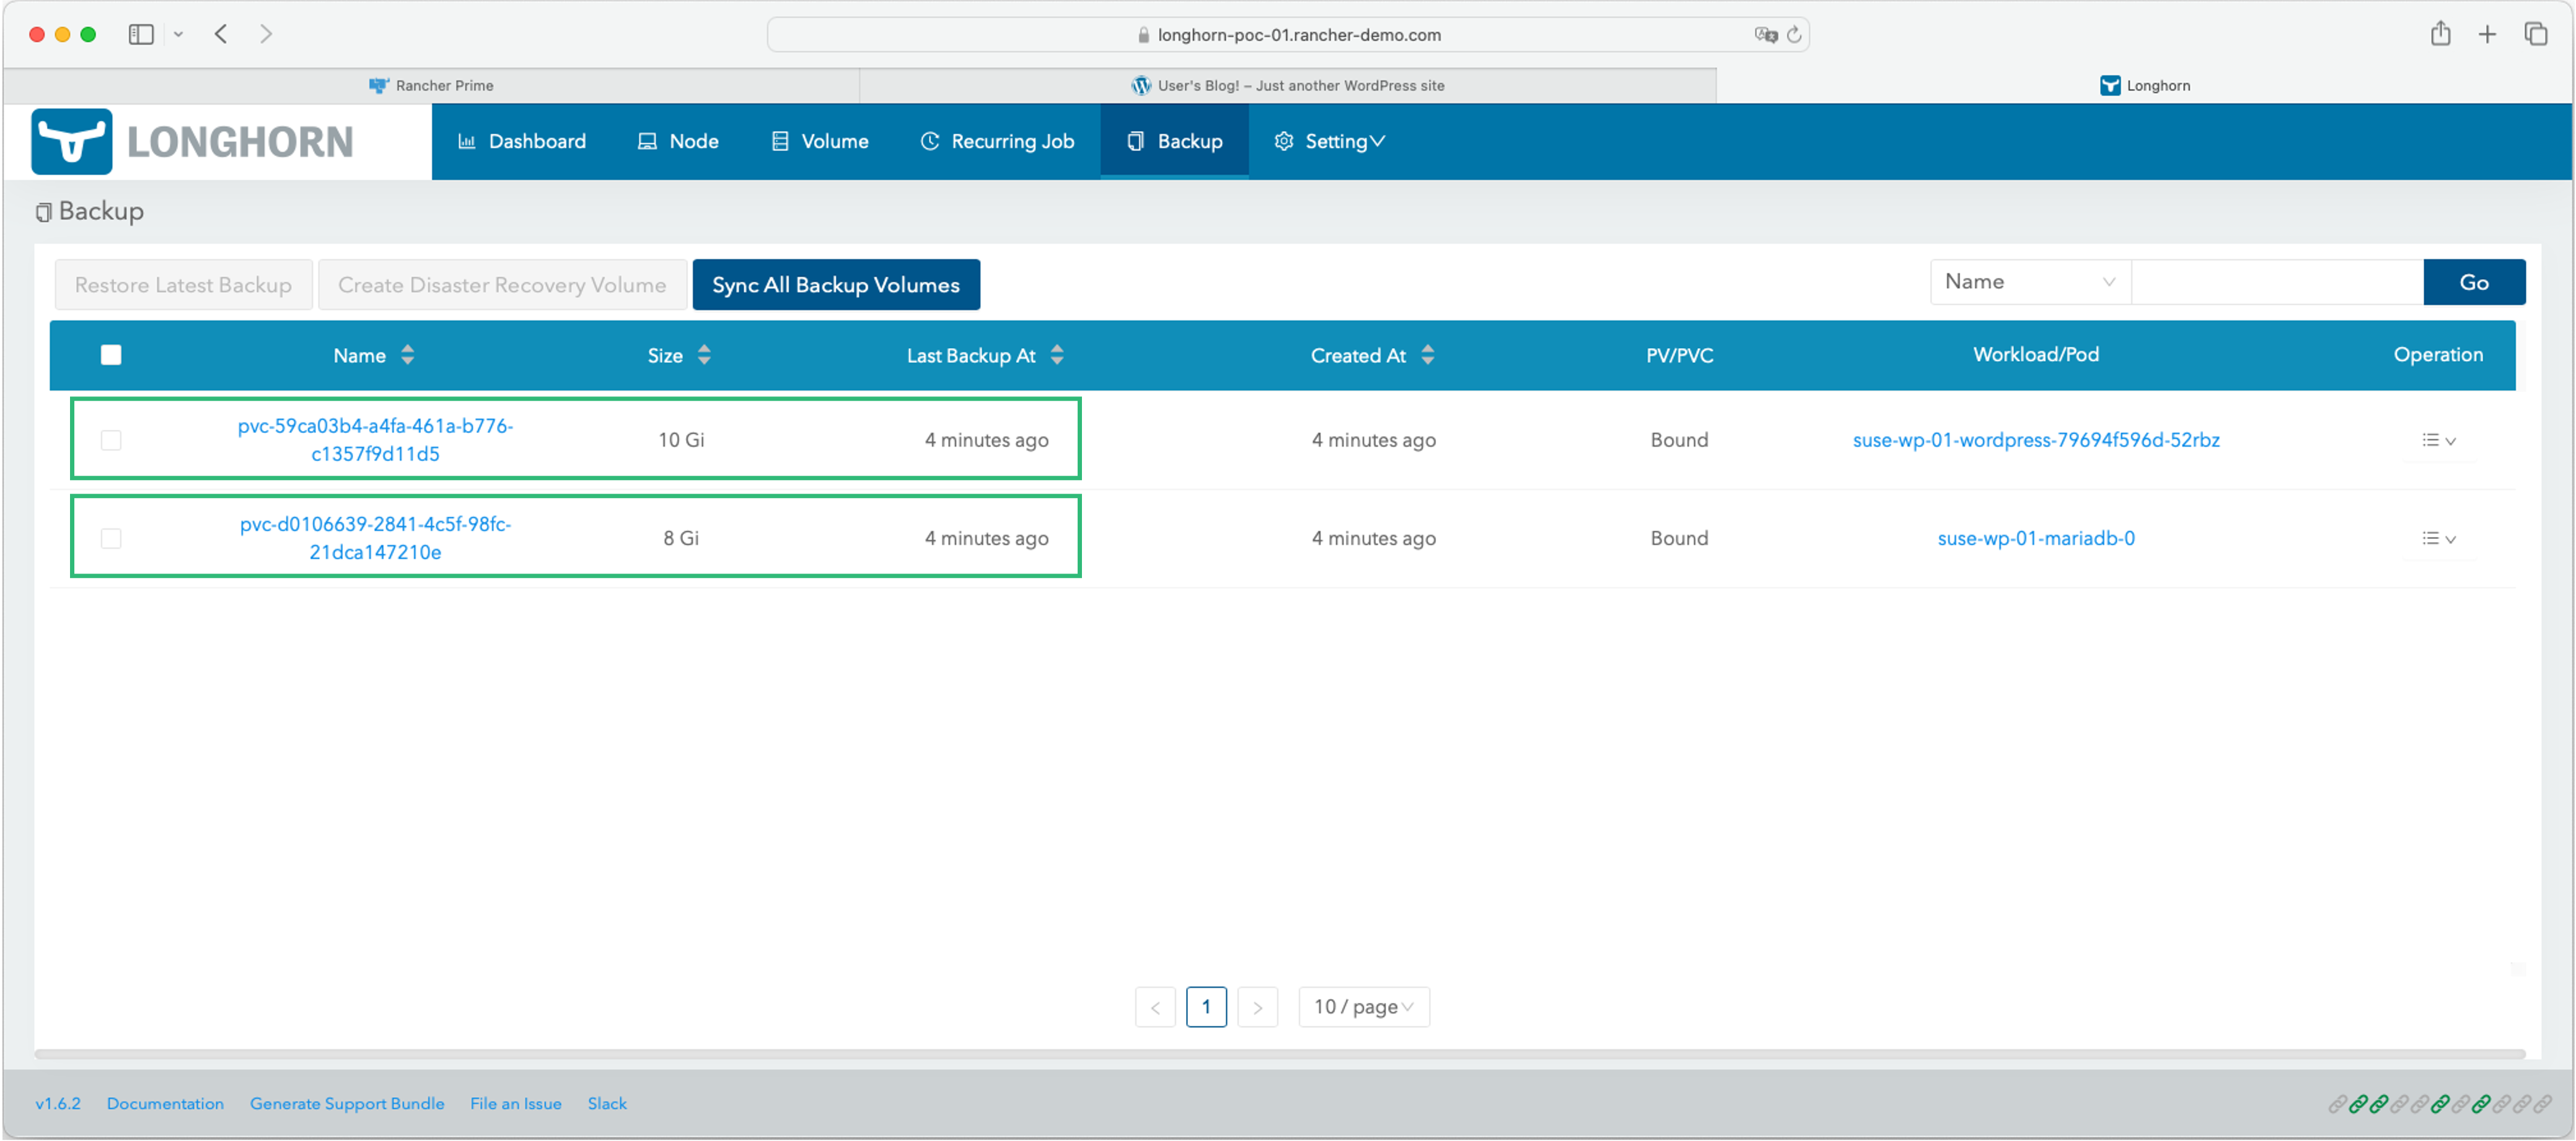 longhorn-poc-01.rancher-demo.com
Rancher Prime
User's Blog! – Just another WordPress site
Longhorn
LONGHORN
Dashboard
Node
Volume
Recurring Job
Backup
Setting
Backup
Restore Latest Backup
Create Disaster Recovery Volume
Sync All Backup Volumes
Name
Go
Name
Size
Last Backup At
Created At
PV/PVC
Workload/Pod
Operation
pvc-59ca03b4-a4fa-461a-b776-
c1357f9d11d5
10 Gi
4 minutes ago
4 minutes ago
Bound
suse-wp-01-wordpress-79694f596d-52rbz
pvc-d0106639-2841-4c5f-98fc-
21dca147210e
8 Gi
4 minutes ago
4 minutes ago
Bound
suse-wp-01-mariadb-0
1
10 / page
v1.6.2
Documentation
Generate Support Bundle
File an Issue
Slack